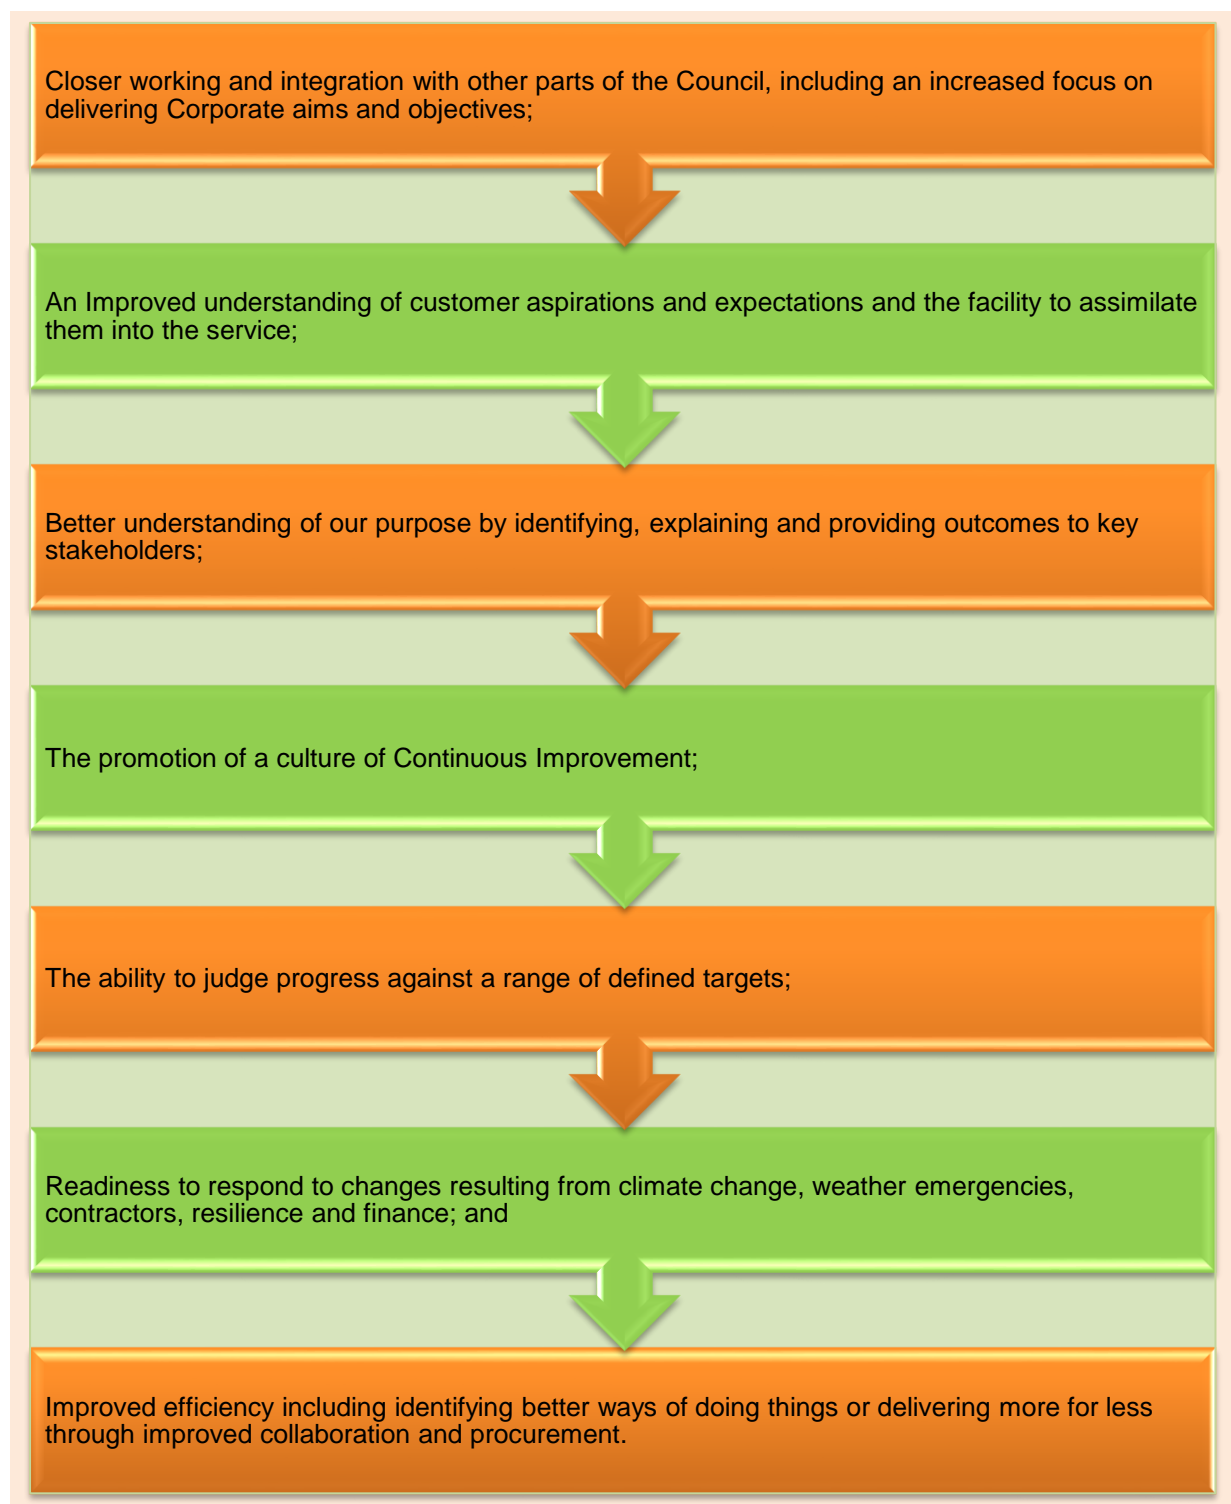 Closer working and integration with other parts of the Council, including an increased focus on
delivering Corporate aims and objectives;
An Improved understanding of customer aspirations and expectations and the facility to assimilate
them into the service;
Better understanding of our purpose by identifying, explaining and providing outcomes to key
stakeholders;
The promotion of a culture of Continuous Improvement;
The ability to judge progress against a range of defined targets;
Readiness to respond to changes resulting from climate change, weather emergencies,
contractors, resilience and finance; and
Improved efficiency including identifying better ways of doing things or delivering more for less
through improved collaboration and procurement.